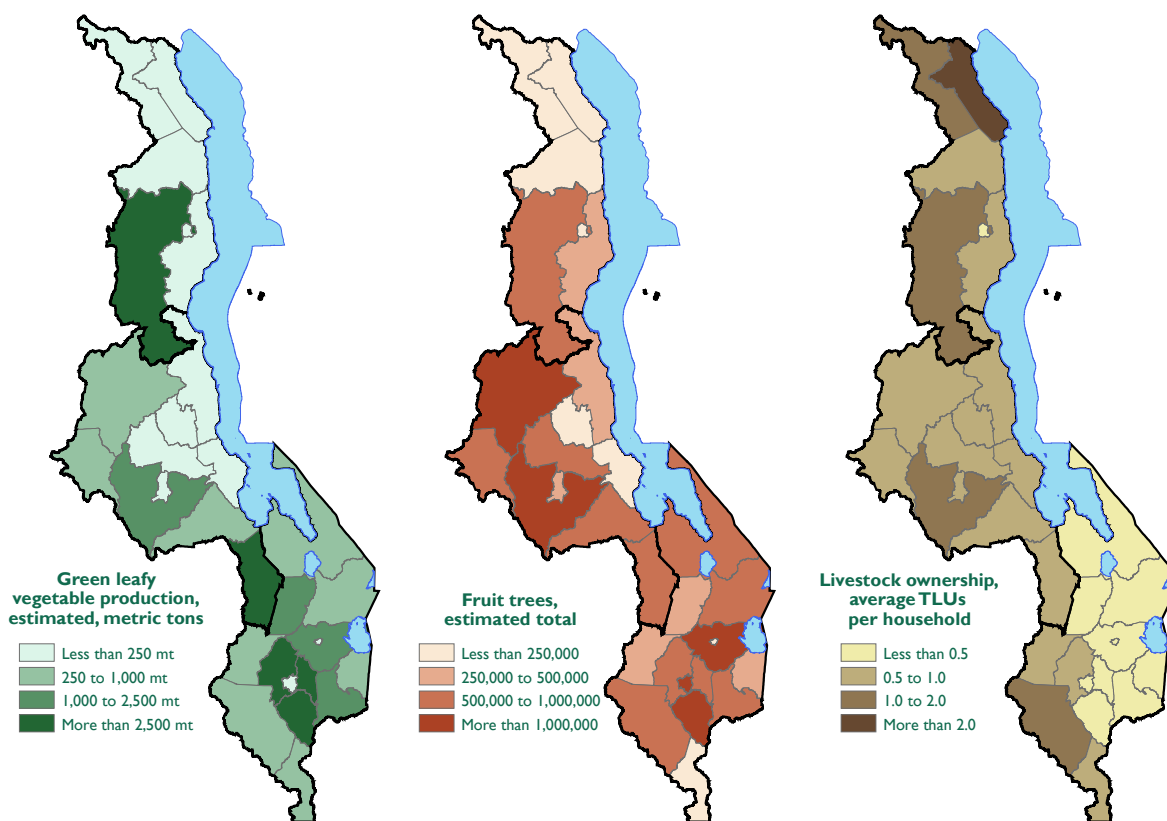 Green leafy
vegetable production,
estimated, metric tons
Less than 250 mt
250 to 1,000 mt
1,000 to 2,500 mt
More than 2,500 mt
Fruit trees,
estimated total
Less than 250,000
250,000 to 500,000
500,000 to 1,000,000
More than 1,000,000
Livestock ownership,
average TLUs
per household
Less than 0.5
0.5 to 1.0
1.0 to 2.0
More than 2.0